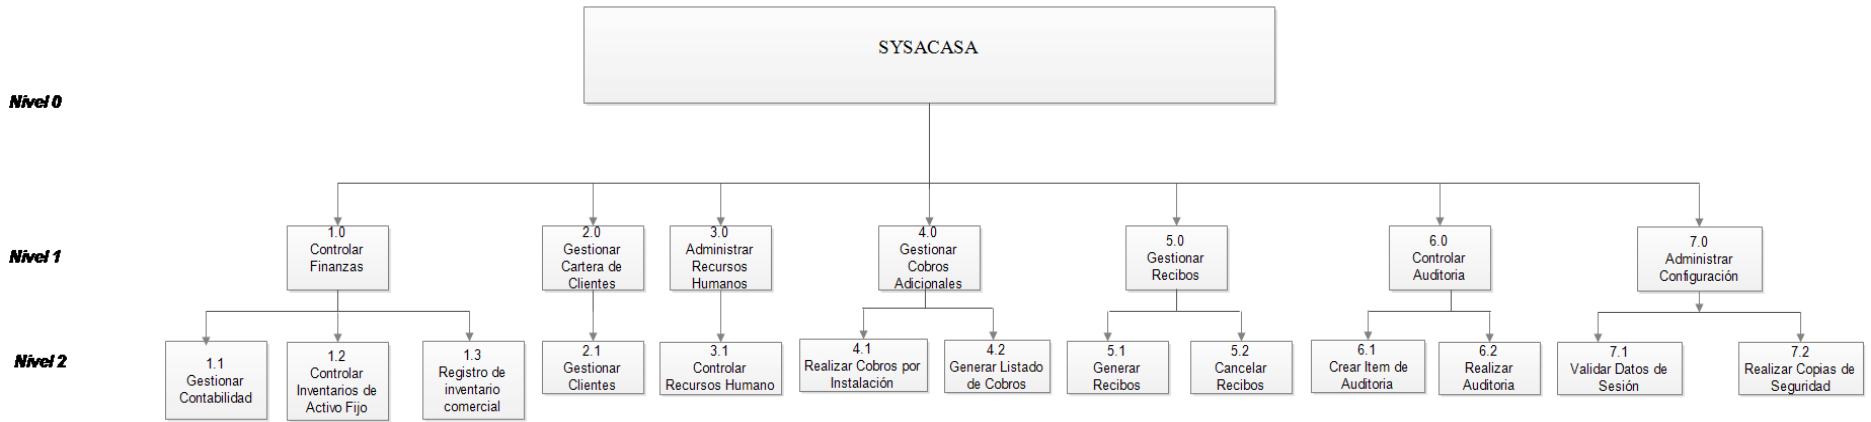 SYSACASA
Nivel 0
Nivel 1
1.0
Controlar
Finanzas
2.0
Gestionar
Cartera de
Clientes
3.0
Administrar
Recursos
Humanos
4.0
Gestionar
Cobros
Adicionales
5.0
Gestionar
Recibos
6.0
Controlar
Auditoria
7.0
Administrar
Configuración
Nivel 2
1.1
Gestionar
Contabilidad
1.2
Controlar
Inventarios de
Activo Fijo
1.3
Registro de
inventario
comercial
2.1
Gestionar
Clientes
3.1
Controlar
Recursos Humano
4.1
Realizar Cobros por
Instalación
4.2
Generar Listado
de Cobros
5.1
Generar
Recibos
5.2
Cancelar
Recibos
6.1
Crear Item de
Auditoria
6.2
Realizar
Auditoria
7.1
Validar Datos de
Sesión
7.2
Realizar Copias de
Seguridad